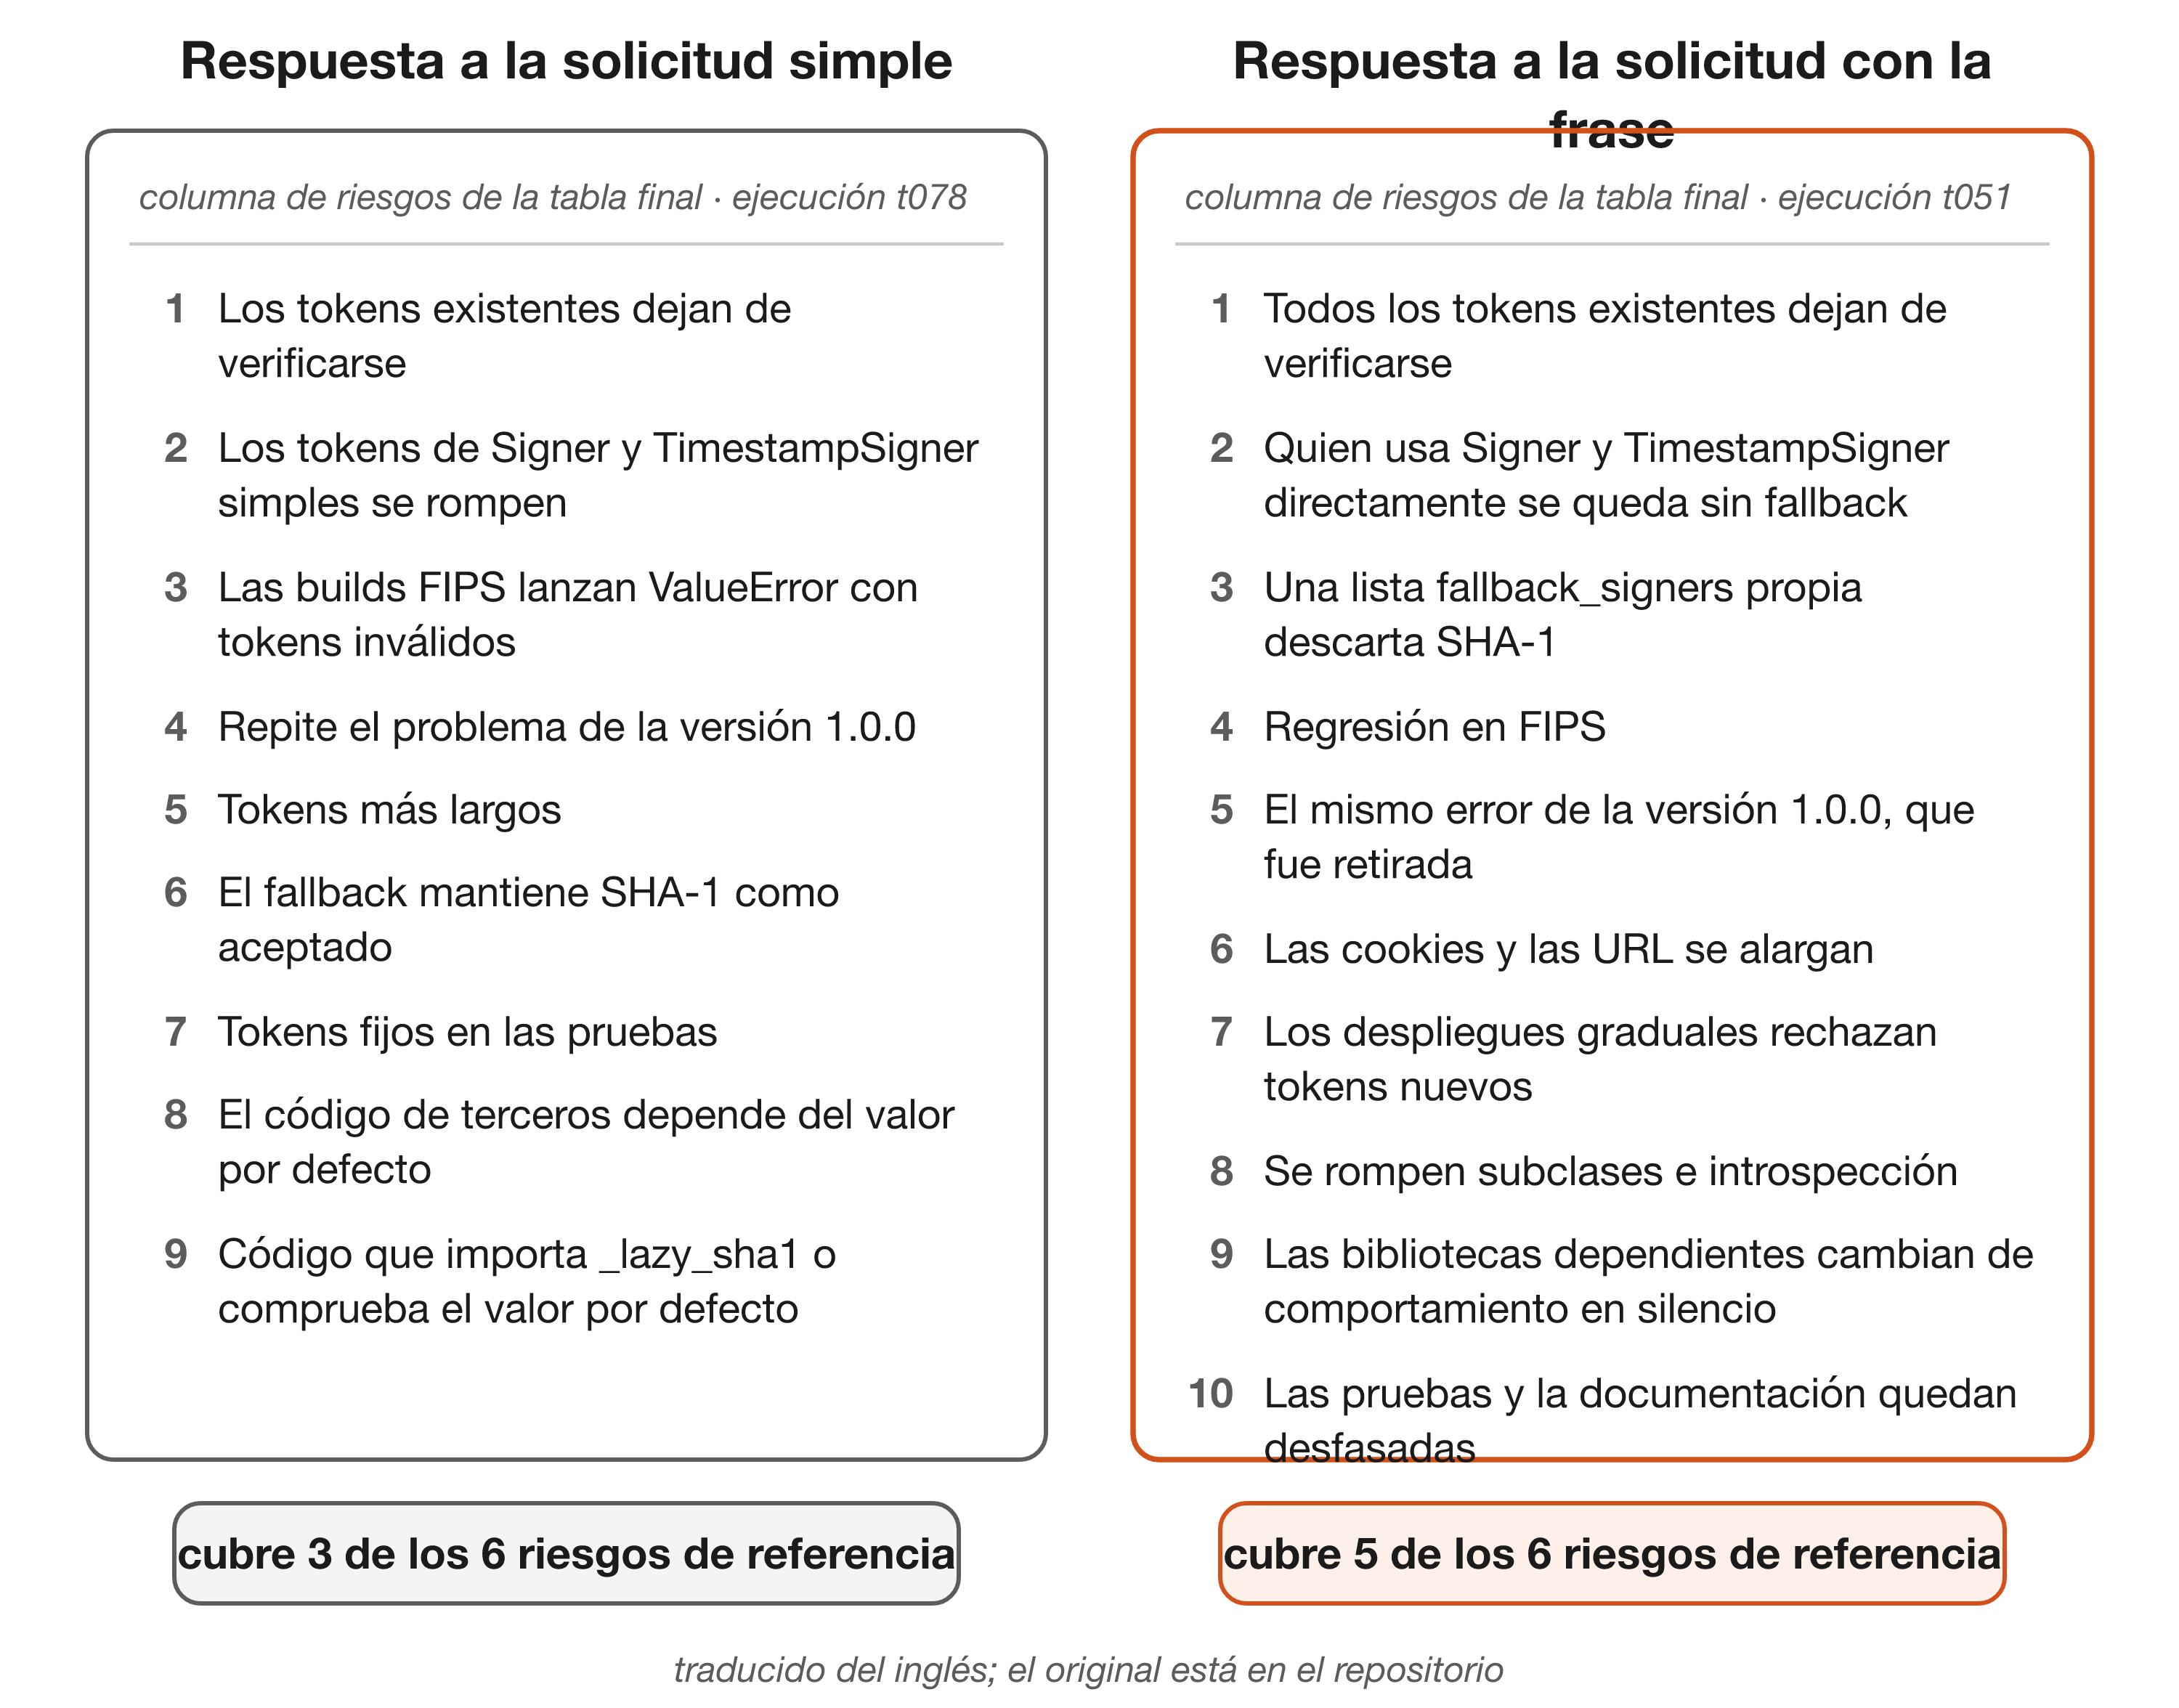 Respuesta a la solicitud simple
columna de riesgos de la tabla final · ejecución t078
1 Los tokens existentes dejan de
verificarse
2 Los tokens de Signer y TimestampSigner
simples se rompen
3 Las builds FIPS lanzan ValueError con
tokens inválidos
4 Repite el problema de la versión 1.0.0
5 Tokens más largos
6 El fallback mantiene SHA-1 como
aceptado
7 Tokens fijos en las pruebas
8 El código de terceros depende del valor
por defecto
9 Código que importa _lazy_sha1 o
comprueba el valor por defecto
cubre 3 de los 6 riesgos de referencia
Respuesta a la solicitud con la
frase
columna de riesgos de la tabla final · ejecución t051
1 Todos los tokens existentes dejan de
verificarse
2 Quien usa Signer y TimestampSigner
directamente se queda sin fallback
3 Una lista fallback_signers propia
descarta SHA-1
4 Regresión en FIPS
5 El mismo error de la versión 1.0.0, que
fue retirada
6 Las cookies y las URL se alargan
7 Los despliegues graduales rechazan
tokens nuevos
8 Se rompen subclases e introspección
9 Las bibliotecas dependientes cambian de
comportamiento en silencio
10 Las pruebas y la documentación quedan
desfasadas
cubre 5 de los 6 riesgos de referencia
traducido del inglés; el original está en el repositorio